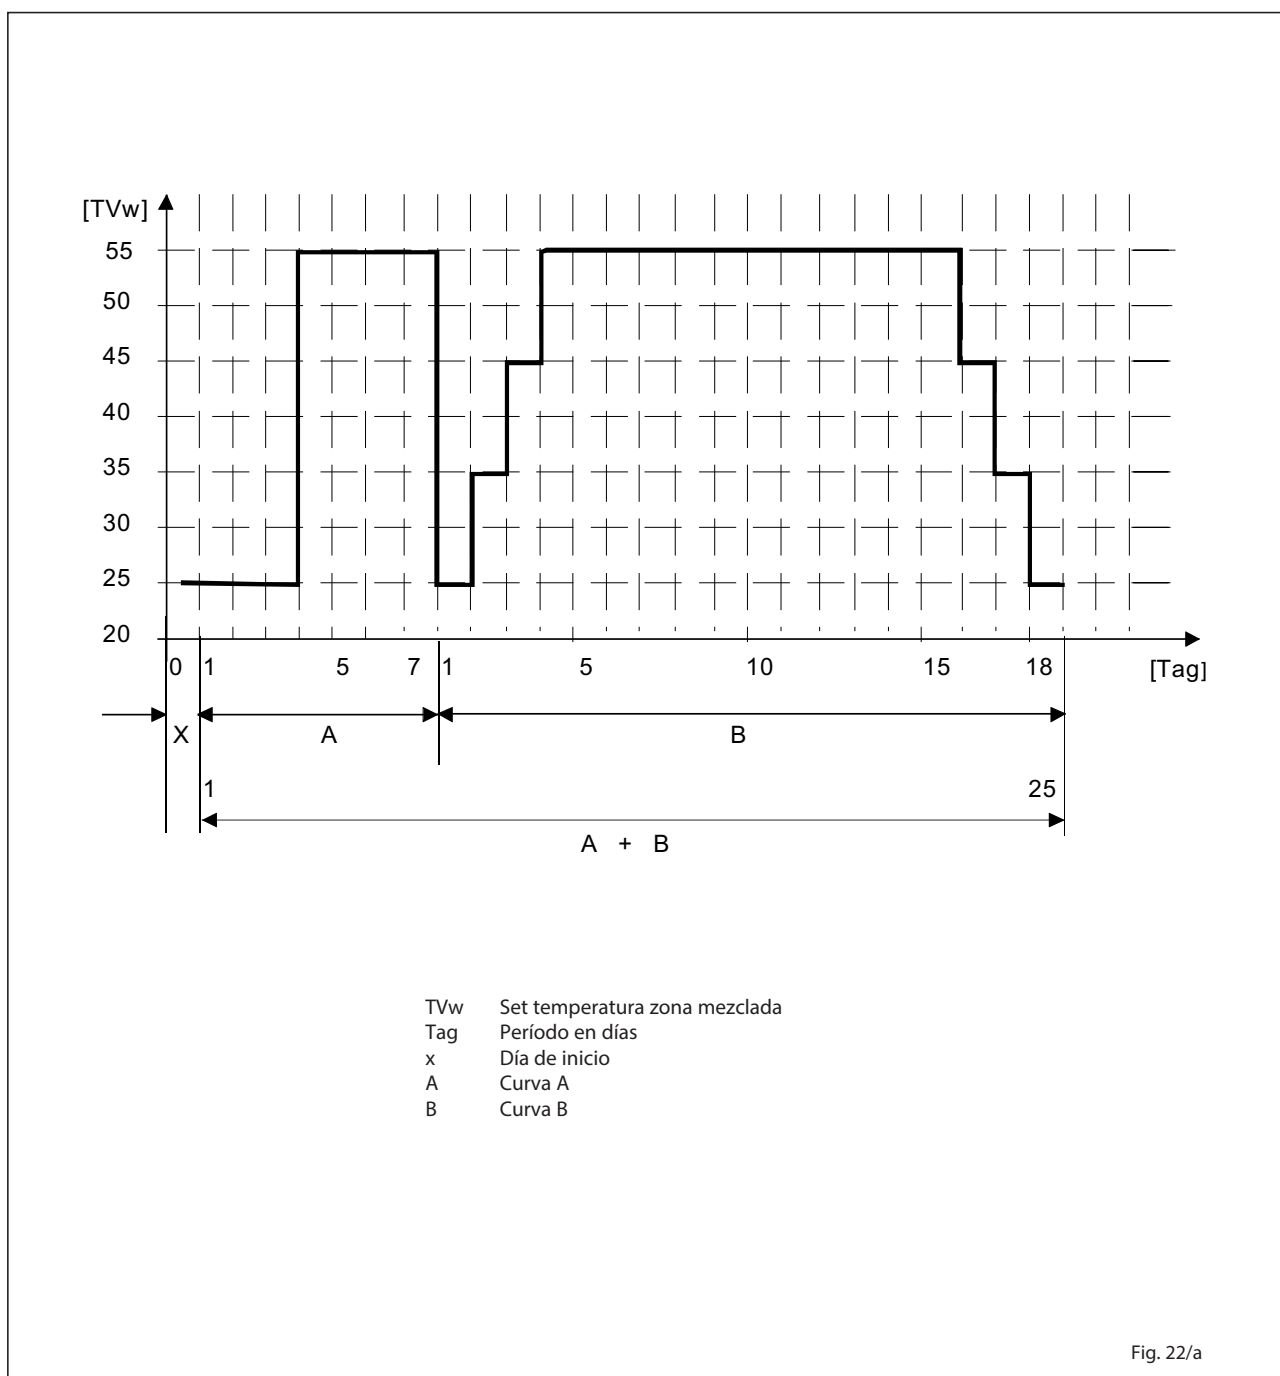 [TVw]
55
50
45
40
35
30
25
20
0 1 5 7 1 5 10 15 18 [Tag]
X A B
1 25
A + B
TVw Set temperatura zona mezclada
Tag Período en días
x Día de inicio
A Curva A
B Curva B
Fig. 22/a